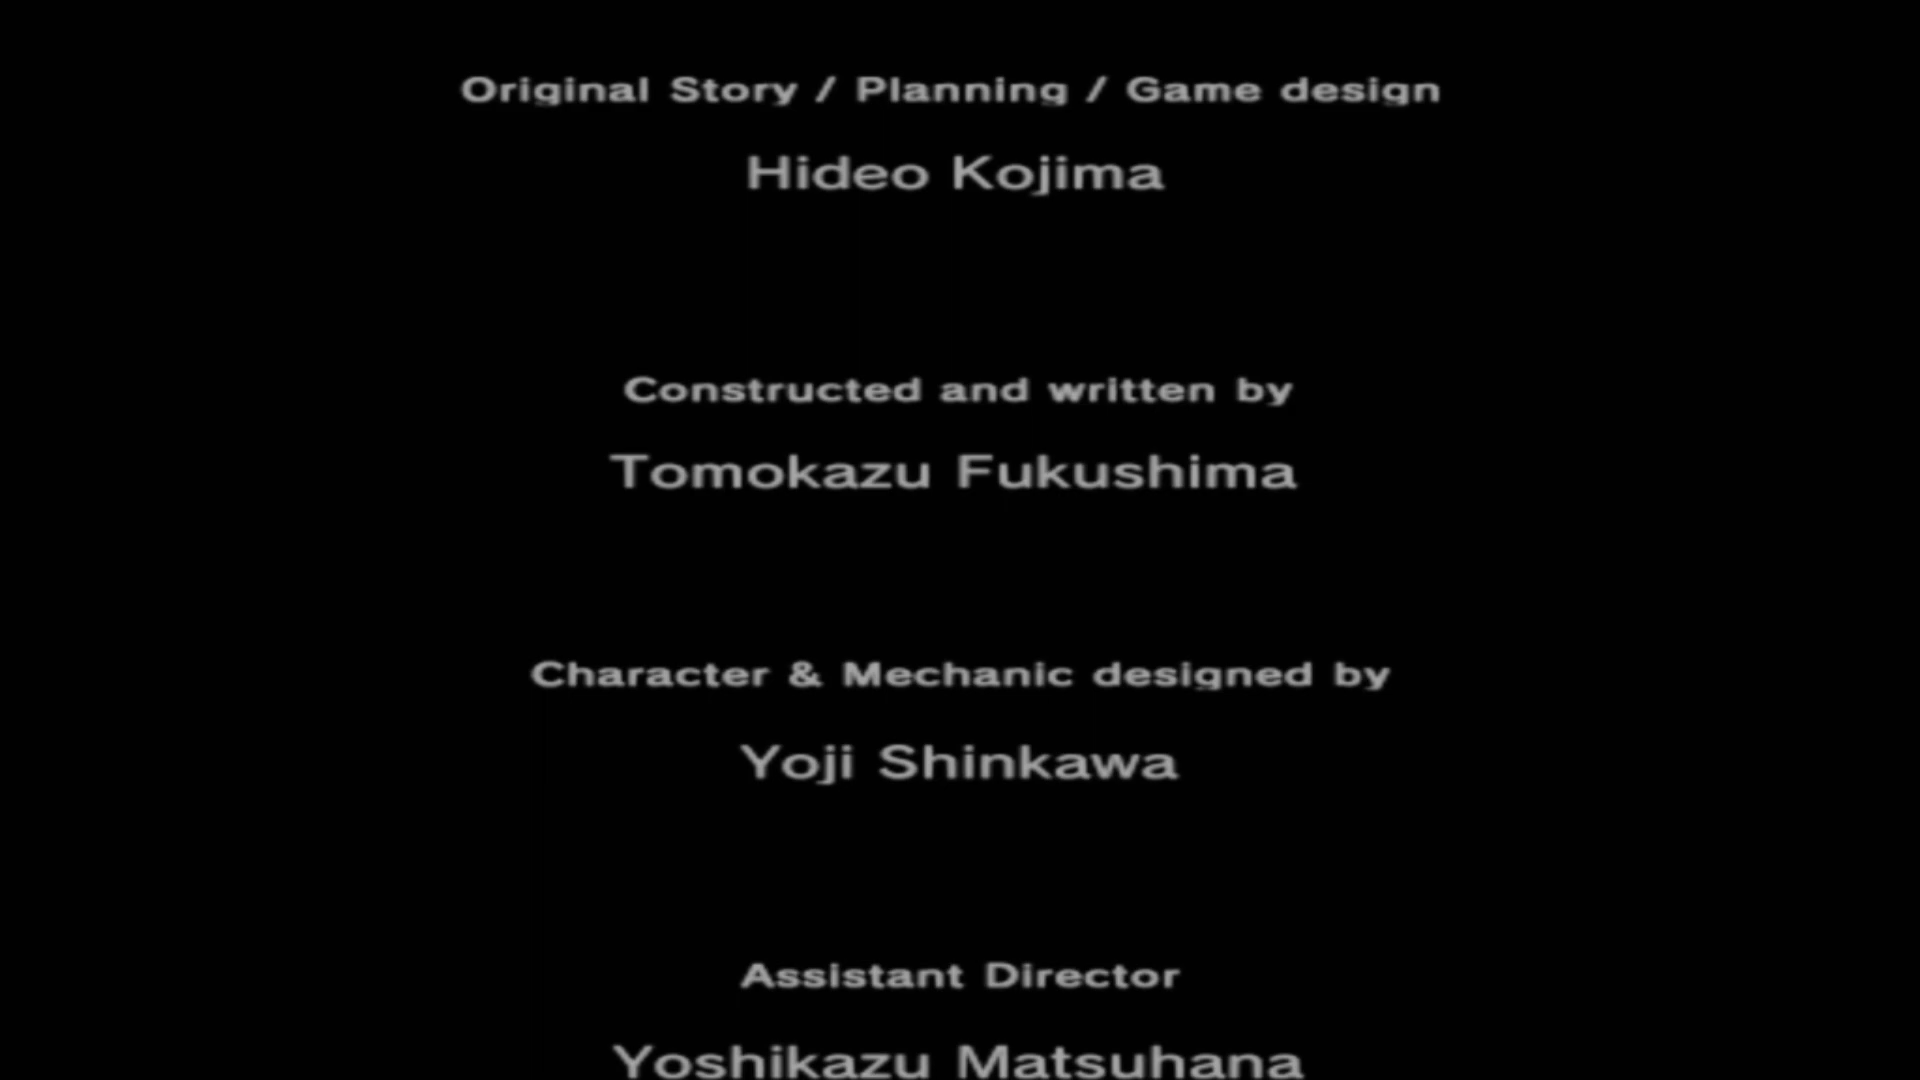 Original Story / Planning / Game design
Hideo Kojima
Constructed and written by
Tomokazu Fukushima
Character & Mechanic designed by
Yoji Shinkawa
Assistant Director
Yoshikazu Matsuhana